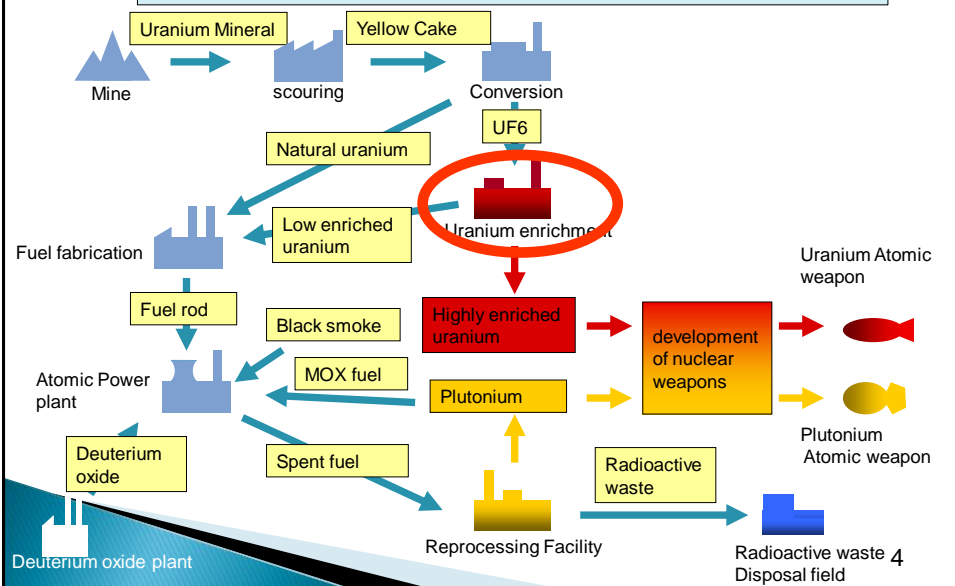 Uranium Mineral
Yellow Cake
Mine
scouring
Conversion
UF6
Natural uranium
Low enriched
uranium
Uranium enrichment
Fuel fabrication
Uranium Atomic
weapon
Fuel rod
Black smoke
Highly enriched
uranium
development
of nuclear
weapons
MOX fuel
Atomic Power
plant
Plutonium
Plutonium
Atomic weapon
Deuterium
oxide
Spent fuel
Radioactive
waste
Reprocessing Facility
Deuterium oxide plant
Radioactive waste
Disposal field
4